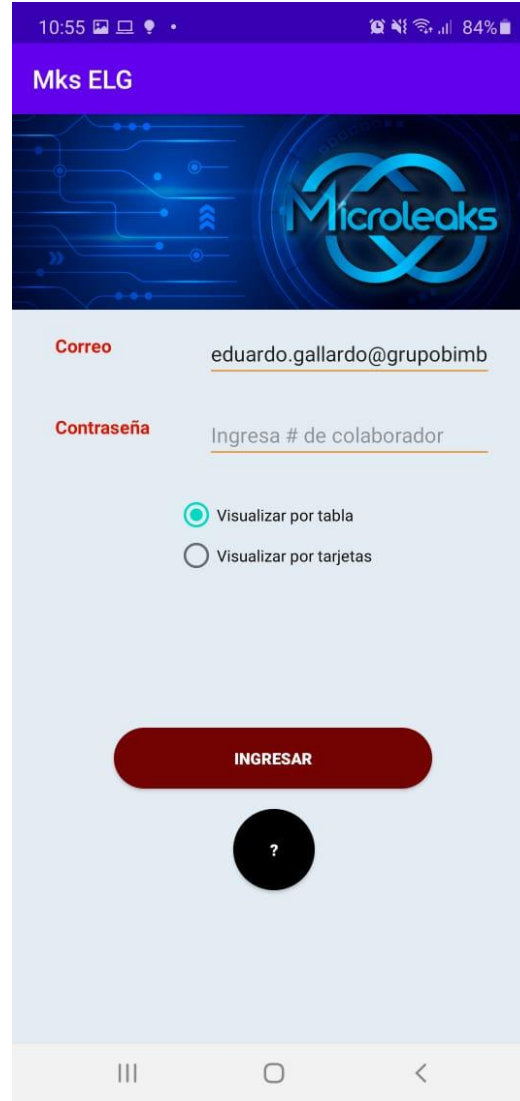 10:55 84%
Mks ELG
Microleaks
Correo eduardo.gallardo@grupobimb
Contraseña Ingresa # de colaborador
Visualizar por tabla
Visualizar por tarjetas
INGRESAR
?